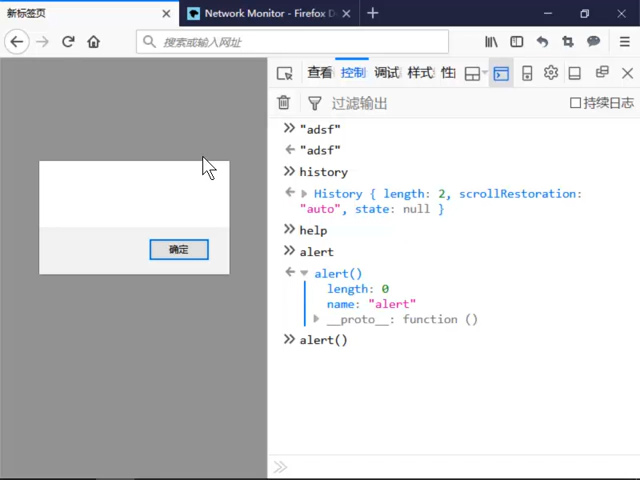 新标签页
Network Monitor - Firefox D
搜索或输入网址
查看 控制 调试 样式 性
过滤输出
持续日志
"adsf"
"adsf"
history
History { length: 2, scrollRestoration:
"auto", state: null }
help
alert
alert()
length: 0
name: "alert"
__proto__: function ()
alert()
确定